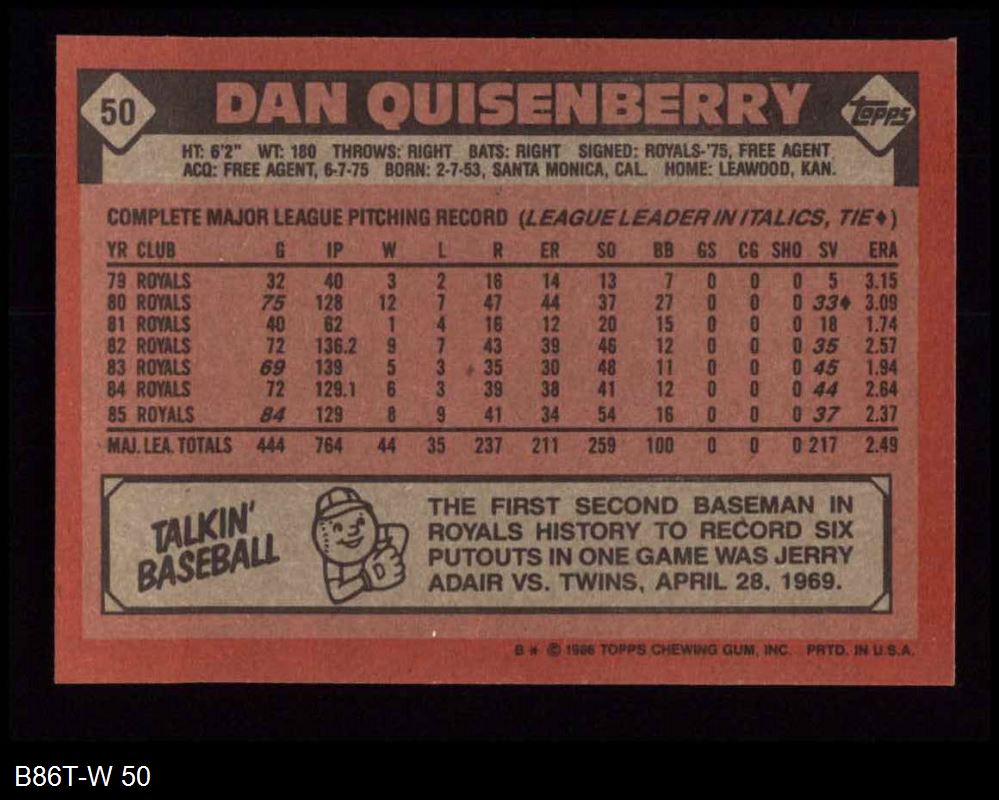 50
DAN QUISENBERRY
Topps
HT: 6'2" WT: 180 THROWS: RIGHT BATS: RIGHT SIGNED: ROYALS-'75, FREE AGENT
ACQ: FREE AGENT, 6-7-75 BORN: 2-7-53, SANTA MONICA, CAL. HOME: LEAWOOD, KAN.
COMPLETE MAJOR LEAGUE PITCHING RECORD (LEAGUE LEADER IN ITALICS, TIE♦)
YR CLUB G IP W L R ER SO BB GS CG SHO SV ERA
79 ROYALS 32 40 3 2 16 14 13 7 0 0 0 5 3.15
80 ROYALS 75 128 12 7 47 44 37 27 0 0 0 33♦ 3.09
81 ROYALS 40 62 1 4 16 12 20 15 0 0 0 18 1.74
82 ROYALS 72 136.2 9 7 43 39 46 12 0 0 0 35 2.57
83 ROYALS 69 139 5 3 35 30 48 11 0 0 0 45 1.94
84 ROYALS 72 129.1 6 3 39 38 41 12 0 0 0 44 2.64
85 ROYALS 84 129 8 9 41 34 54 16 0 0 0 37 2.37
MAJ. LEA. TOTALS 444 764 44 35 237 211 259 100 0 0 0 217 2.49
TALKIN'
BASEBALL
D
THE FIRST SECOND BASEMAN IN
ROYALS HISTORY TO RECORD SIX
PUTOUTS IN ONE GAME WAS JERRY
ADAIR VS. TWINS, APRIL 28, 1969.
B * © 1986 TOPPS CHEWING GUM, INC. PRTD. IN U.S.A.
B86T-W 50